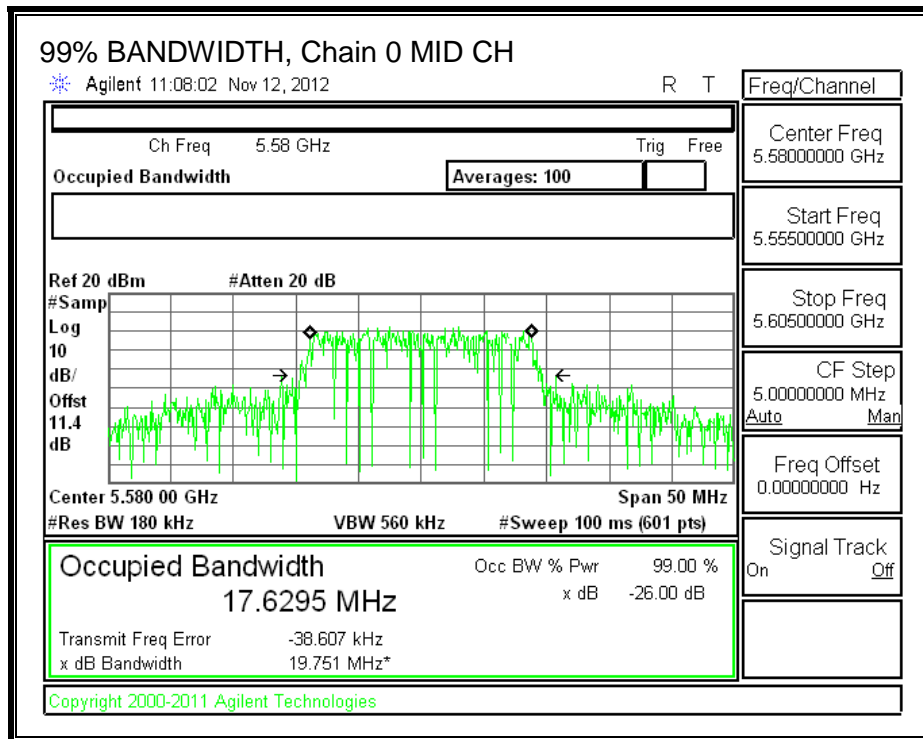 99% BANDWIDTH, Chain 0 MID CH
Agilent 11:08:02 Nov 12, 2012 R T
Freq/Channel
Ch Freq 5.58 GHz Trig Free
Occupied Bandwidth Averages: 100
Center Freq
5.58000000 GHz
Start Freq
5.55500000 GHz
Stop Freq
5.60500000 GHz
CF Step
5.00000000 MHz
Auto Man
Freq Offset
0.00000000 Hz
Signal Track
On Off
Ref 20 dBm #Atten 20 dB
#Samp
Log
10
dB/
Offst
11.4
dB
Center 5.580 00 GHz Span 50 MHz
#Res BW 180 kHz VBW 560 kHz #Sweep 100 ms (601 pts)
Occupied Bandwidth Occ BW % Pwr 99.00 %
17.6295 MHz x dB -26.00 dB
Transmit Freq Error -38.607 kHz
x dB Bandwidth 19.751 MHz*
Copyright 2000-2011 Agilent Technologies